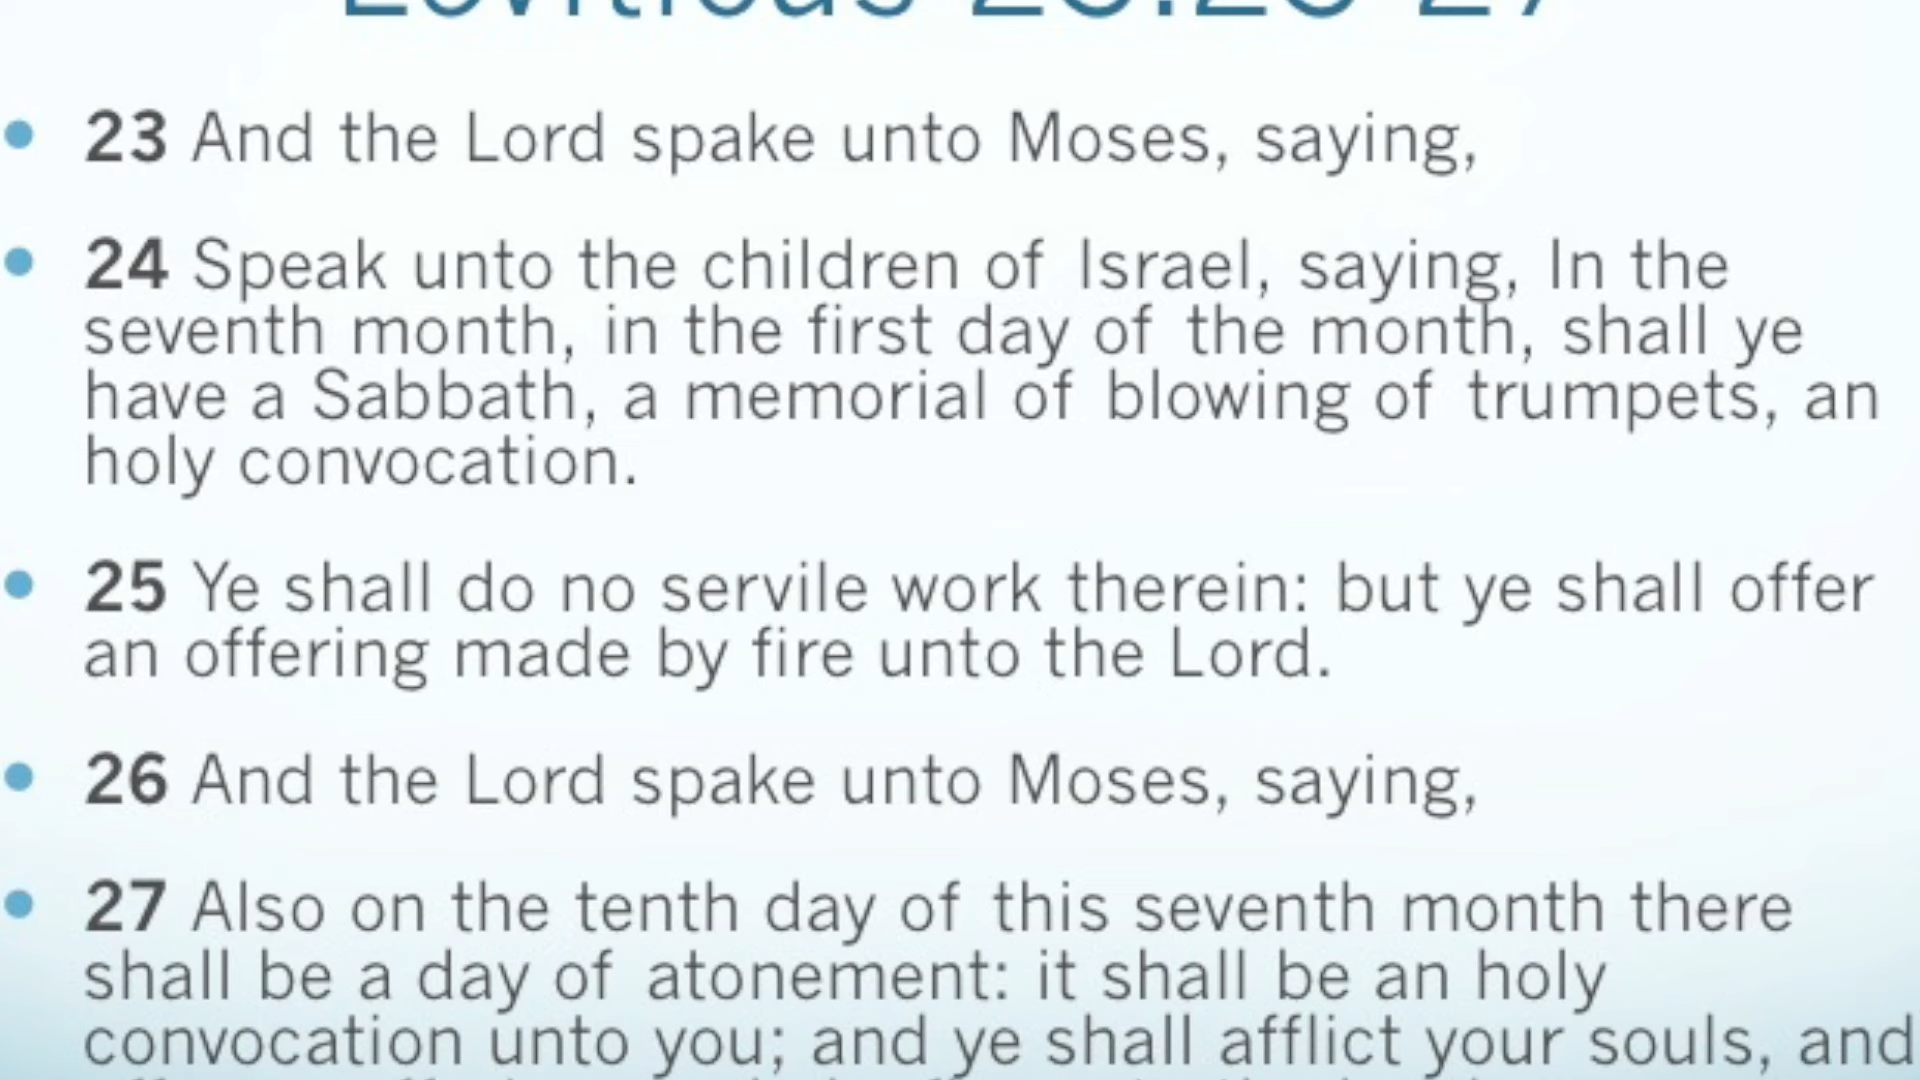 Leviticus 23:23-27
23 And the Lord spake unto Moses, saying,
24 Speak unto the children of Israel, saying, In the
seventh month, in the first day of the month, shall ye
have a Sabbath, a memorial of blowing of trumpets, an
holy convocation.
25 Ye shall do no servile work therein: but ye shall offer
an offering made by fire unto the Lord.
26 And the Lord spake unto Moses, saying,
27 Also on the tenth day of this seventh month there
shall be a day of atonement: it shall be an holy
convocation unto you; and ye shall afflict your souls, and